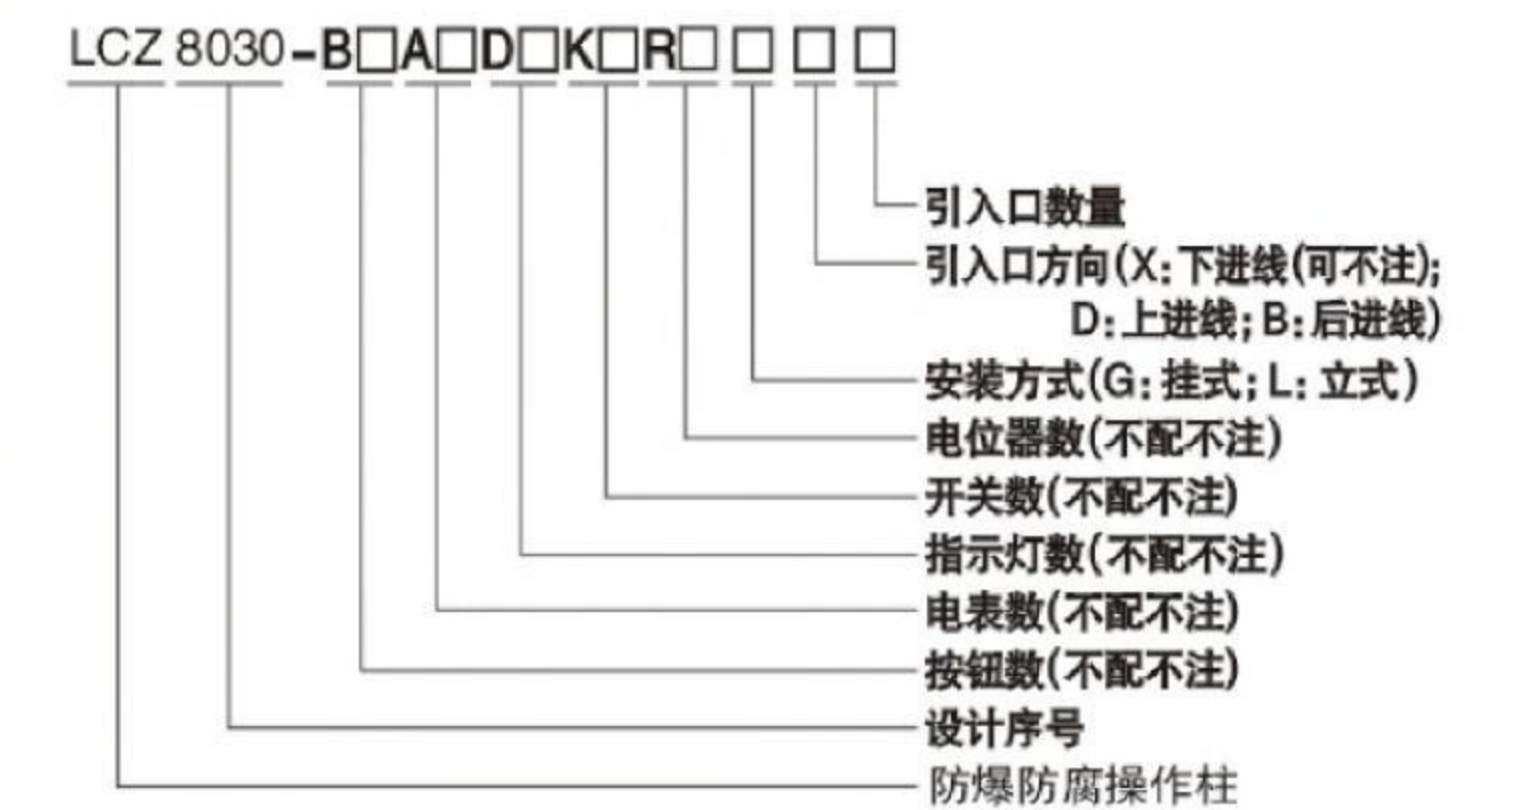 LCZ 8030-B□A□D□K□R□ □ □ □
引入口数量
引入口方向(X:下进线(可不注);
D:上进线;B:后进线)
安装方式(G:挂式;L:立式)
电位器数(不配不注)
开关数(不配不注)
指示灯数(不配不注)
电表数(不配不注)
按钮数(不配不注)
设计序号
防爆防腐操作柱